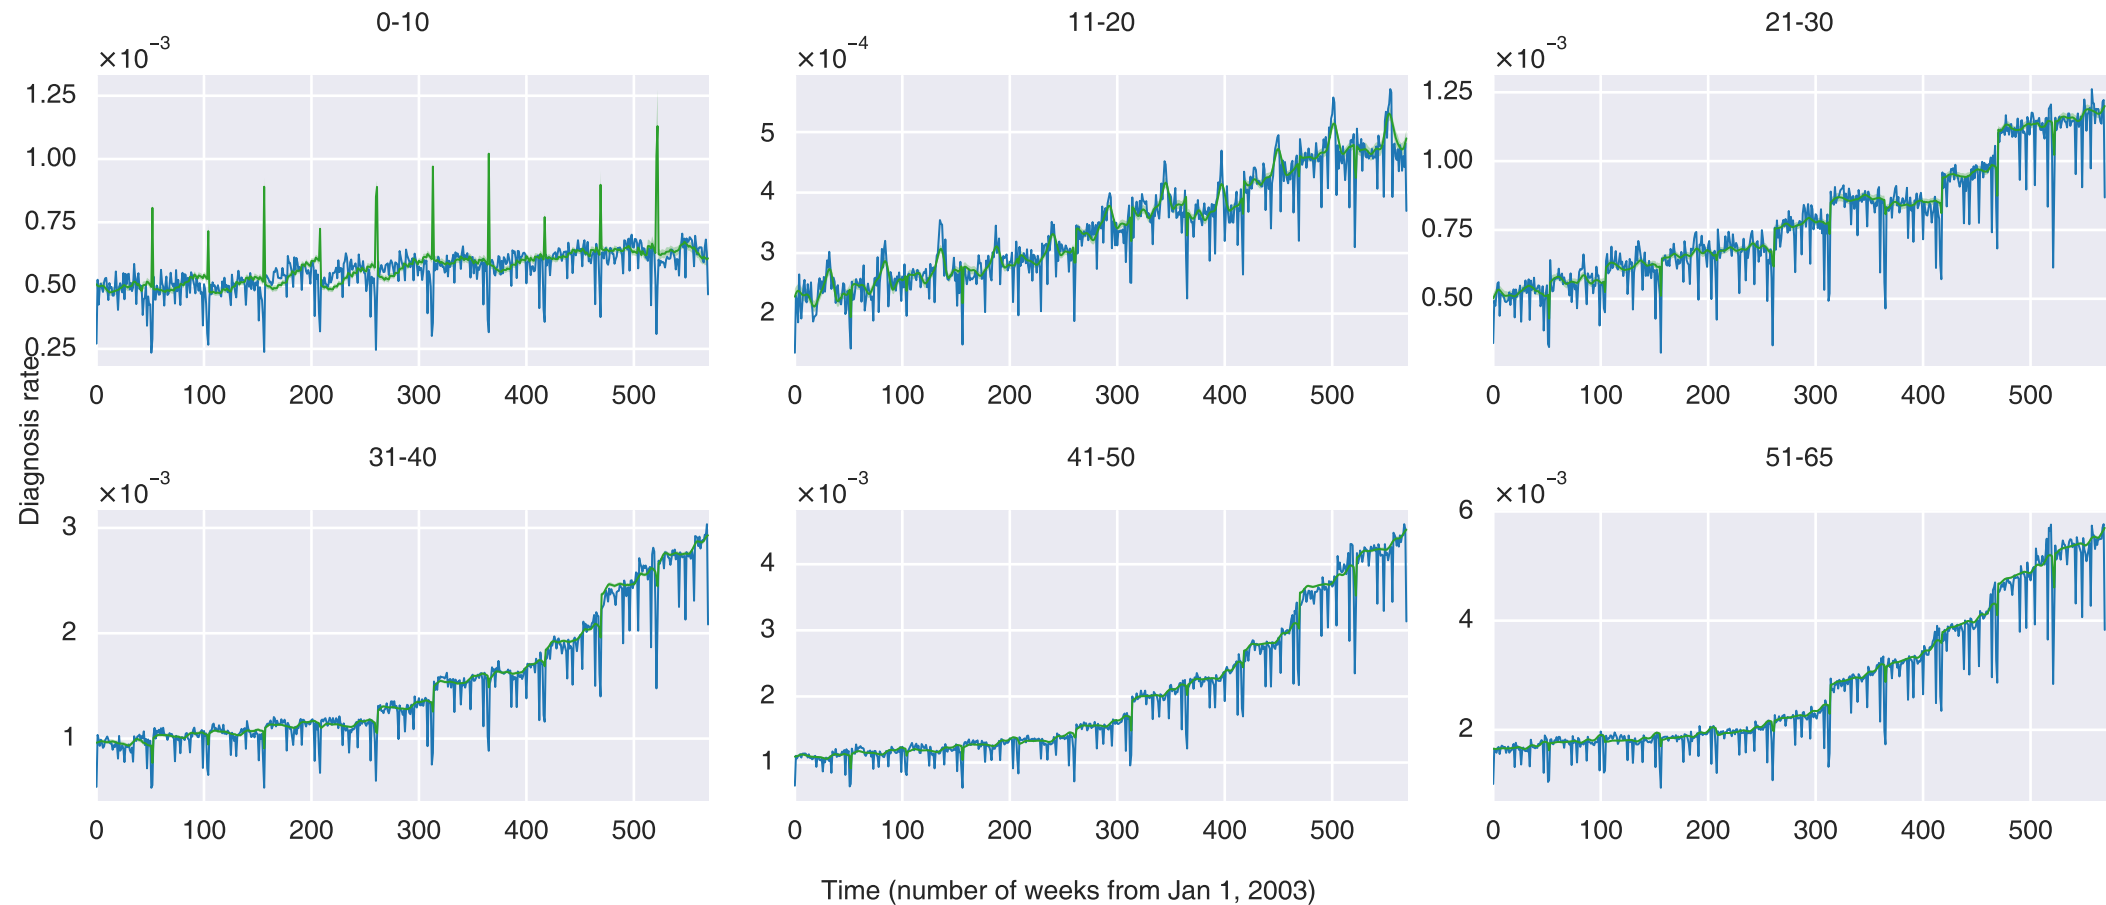 0-10 11-20 21-30
×10⁻³ ×10⁻⁴ ×10⁻³
1.25 1.00 0.75 0.50 0.25
0 100 200 300 400 500
5 4 3 2
0 100 200 300 400 500
1.25 1.00 0.75 0.50
0 100 200 300 400 500
Diagnosis rate
31-40 41-50 51-65
×10⁻³ ×10⁻³ ×10⁻³
3 2 1
0 100 200 300 400 500
4 3 2 1
0 100 200 300 400 500
6 4 2
0 100 200 300 400 500
Time (number of weeks from Jan 1, 2003)